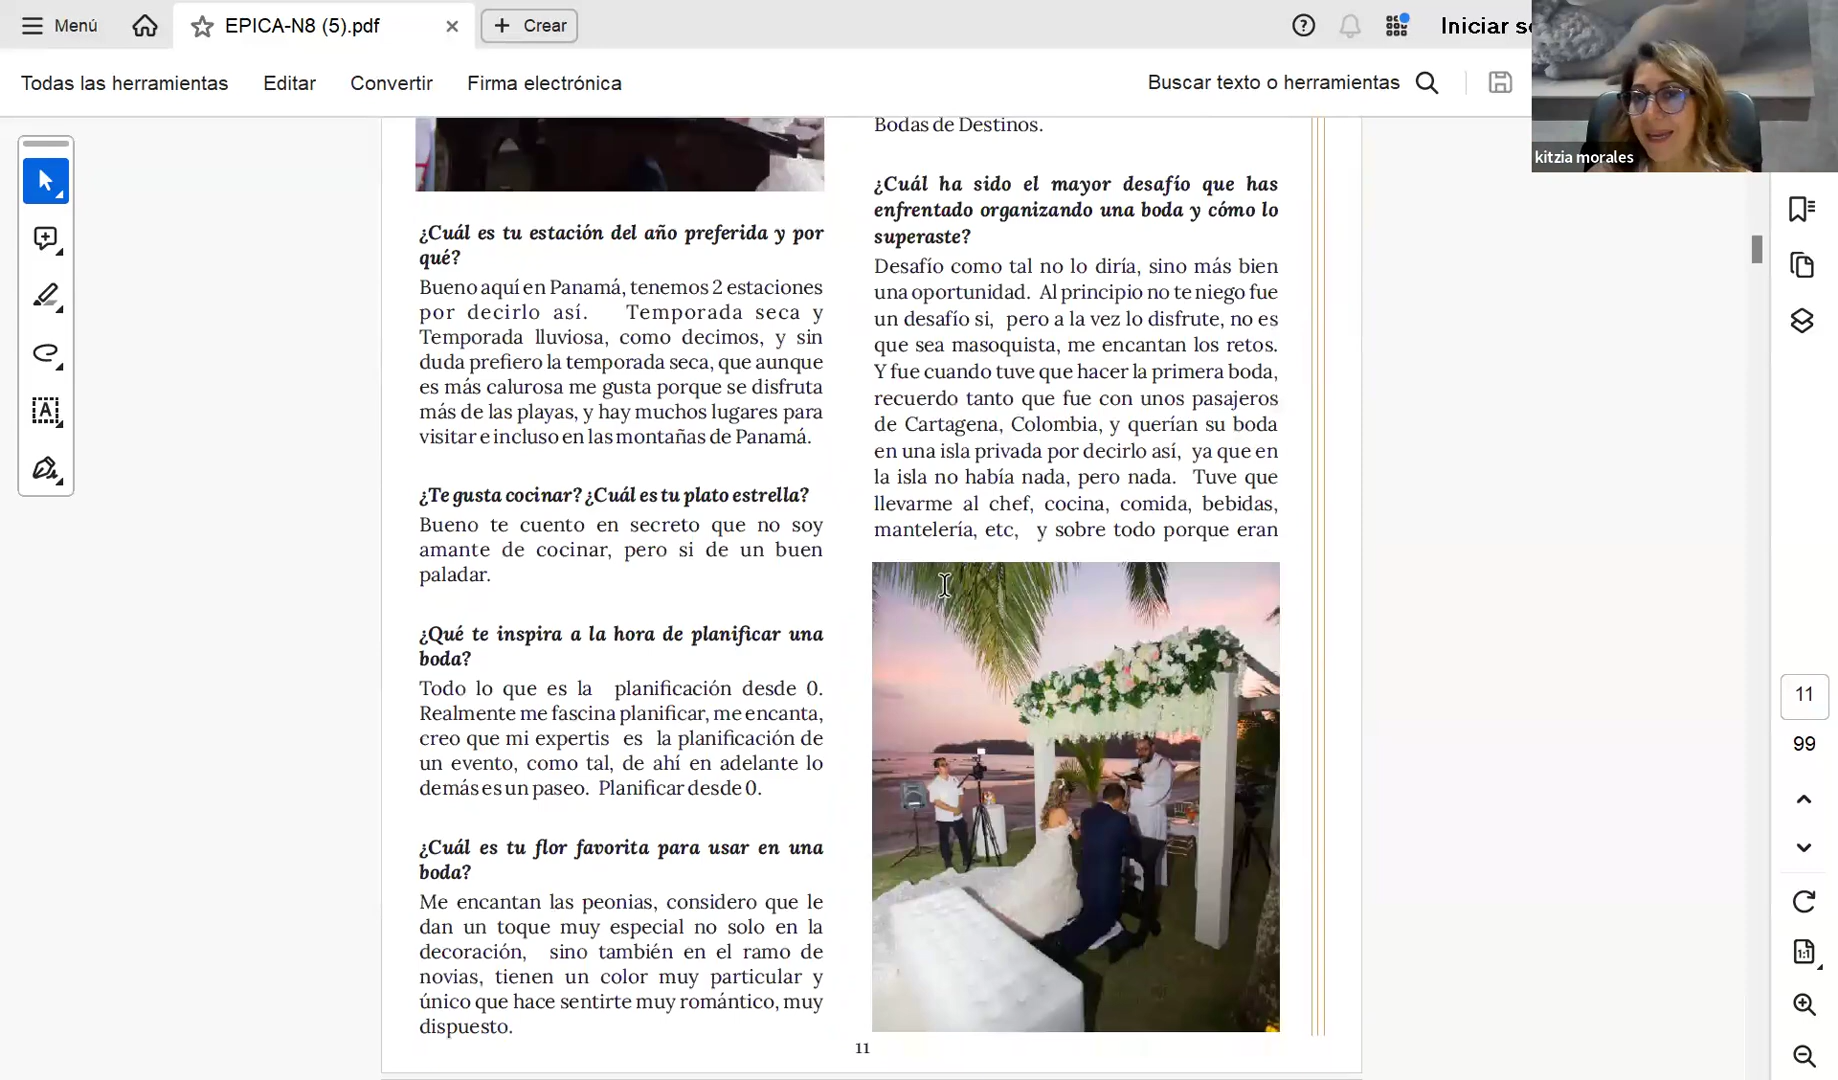 Menú
EPICA-N8 (5).pdf
Crear
Iniciar se
Todas las herramientas
Editar
Convertir
Firma electrónica
Buscar texto o herramientas
kitzia morales
¿Cuál es tu estación del año preferida y por
qué?
Bueno aquí en Panamá, tenemos 2 estaciones
por decirlo así. Temporada seca y
Temporada lluviosa, como decimos, y sin
duda prefiero la temporada seca, que aunque
es más calurosa me gusta porque se disfruta
más de las playas, y hay muchos lugares para
visitar e incluso en las montañas de Panamá.
¿Te gusta cocinar? ¿Cuál es tu plato estrella?
Bueno te cuento en secreto que no soy
amante de cocinar, pero si de un buen
paladar.
¿Qué te inspira a la hora de planificar una
boda?
Todo lo que es la planificación desde 0.
Realmente me fascina planificar, me encanta,
creo que mi expertis es la planificación de
un evento, como tal, de ahí en adelante lo
demás es un paseo. Planificar desde 0.
¿Cuál es tu flor favorita para usar en una
boda?
Me encantan las peonias, considero que le
dan un toque muy especial no solo en la
decoración, sino también en el ramo de
novias, tienen un color muy particular y
único que hace sentirte muy romántico, muy
dispuesto.
Bodas de Destinos.
¿Cuál ha sido el mayor desafío que has
enfrentado organizando una boda y cómo lo
superaste?
Desafío como tal no lo diría, sino más bien
una oportunidad. Al principio no te niego fue
un desafío si, pero a la vez lo disfrute, no es
que sea masoquista, me encantan los retos.
Y fue cuando tuve que hacer la primera boda,
recuerdo tanto que fue con unos pasajeros
de Cartagena, Colombia, y querían su boda
en una isla privada por decirlo así, ya que en
la isla no había nada, pero nada. Tuve que
llevarme al chef, cocina, comida, bebidas,
mantelería, etc, y sobre todo porque eran
11
11
99
1:1